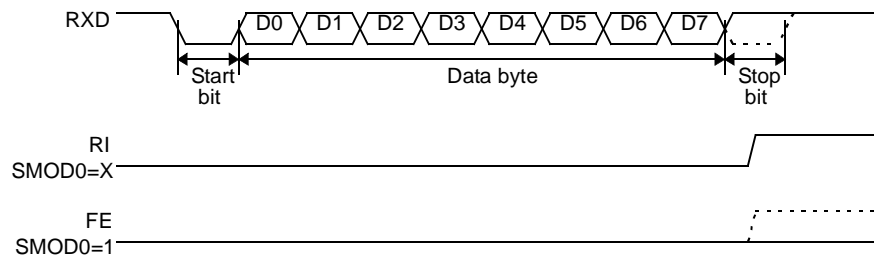 RXD D0 D1 D2 D3 D4 D5 D6 D7
Start bit Data byte Stop bit
RI
SMOD0=X
FE
SMOD0=1